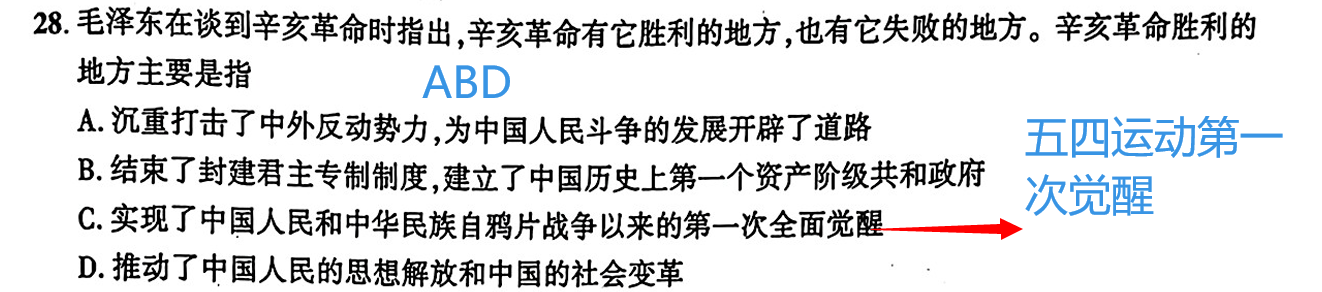 28. 毛泽东在谈到辛亥革命时指出,辛亥革命有它胜利的地方,也有它失败的地方。辛亥革命胜利的
地方主要是指
ABD
A. 沉重打击了中外反动势力,为中国人民斗争的发展开辟了道路
B. 结束了封建君主专制制度,建立了中国历史上第一个资产阶级共和政府
C. 实现了中国人民和中华民族自鸦片战争以来的第一次全面觉醒
D. 推动了中国人民的思想解放和中国的社会变革
五四运动第一
次觉醒